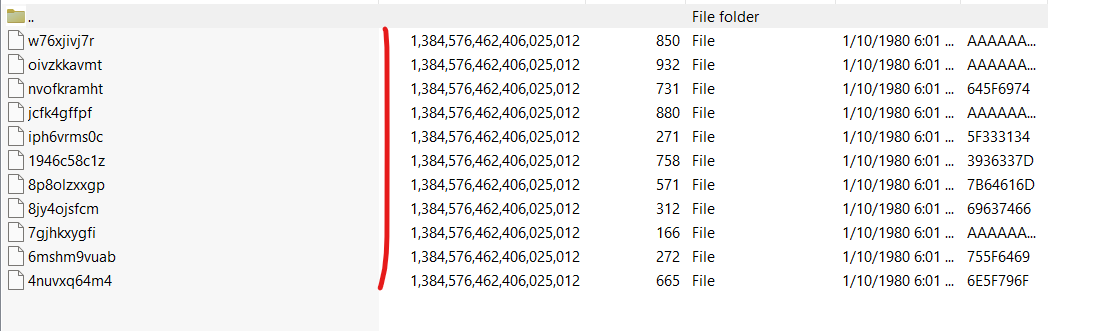 .. File folder
w76xjivj7r 1,384,576,462,406,025,012 850 File 1/10/1980 6:01 ... AAAAAA...
oivzkkavmt 1,384,576,462,406,025,012 932 File 1/10/1980 6:01 ... AAAAAA...
nvofkramht 1,384,576,462,406,025,012 731 File 1/10/1980 6:01 ... 645F6974
jcfk4gffpf 1,384,576,462,406,025,012 880 File 1/10/1980 6:01 ... AAAAAA...
iph6vrms0c 1,384,576,462,406,025,012 271 File 1/10/1980 6:01 ... 5F333134
1946c58c1z 1,384,576,462,406,025,012 758 File 1/10/1980 6:01 ... 3936337D
8p8olzxxgp 1,384,576,462,406,025,012 571 File 1/10/1980 6:01 ... 7B64616D
8jy4ojsfcm 1,384,576,462,406,025,012 312 File 1/10/1980 6:01 ... 69637466
7gjhkxygfi 1,384,576,462,406,025,012 166 File 1/10/1980 6:01 ... AAAAAA...
6mshm9vuab 1,384,576,462,406,025,012 272 File 1/10/1980 6:01 ... 755F6469
4nuvxq64m4 1,384,576,462,406,025,012 665 File 1/10/1980 6:01 ... 6E5F796F